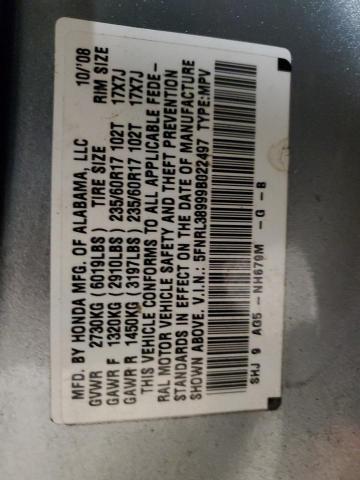 MFD. BY HONDA MFG. OF ALABAMA, LLC 10/'08
GVWR 2730KG (6019LBS) TIRE SIZE RIM SIZE
GAWR F 1320KG (2910LBS) 235/60R17 102T 17X7J
GAWR R 1450KG (3197LBS) 235/60R17 102T 17X7J
THIS VEHICLE CONFORMS TO ALL APPLICABLE FEDE-
RAL MOTOR VEHICLE SAFETY AND THEFT PREVENTION
STANDARDS IN EFFECT ON THE DATE OF MANUFACTURE
SHOWN ABOVE. V.I.N.: 5FNRL38999B022497 TYPE:MPV
SHJ 9 AG5 -NH679M -G -B